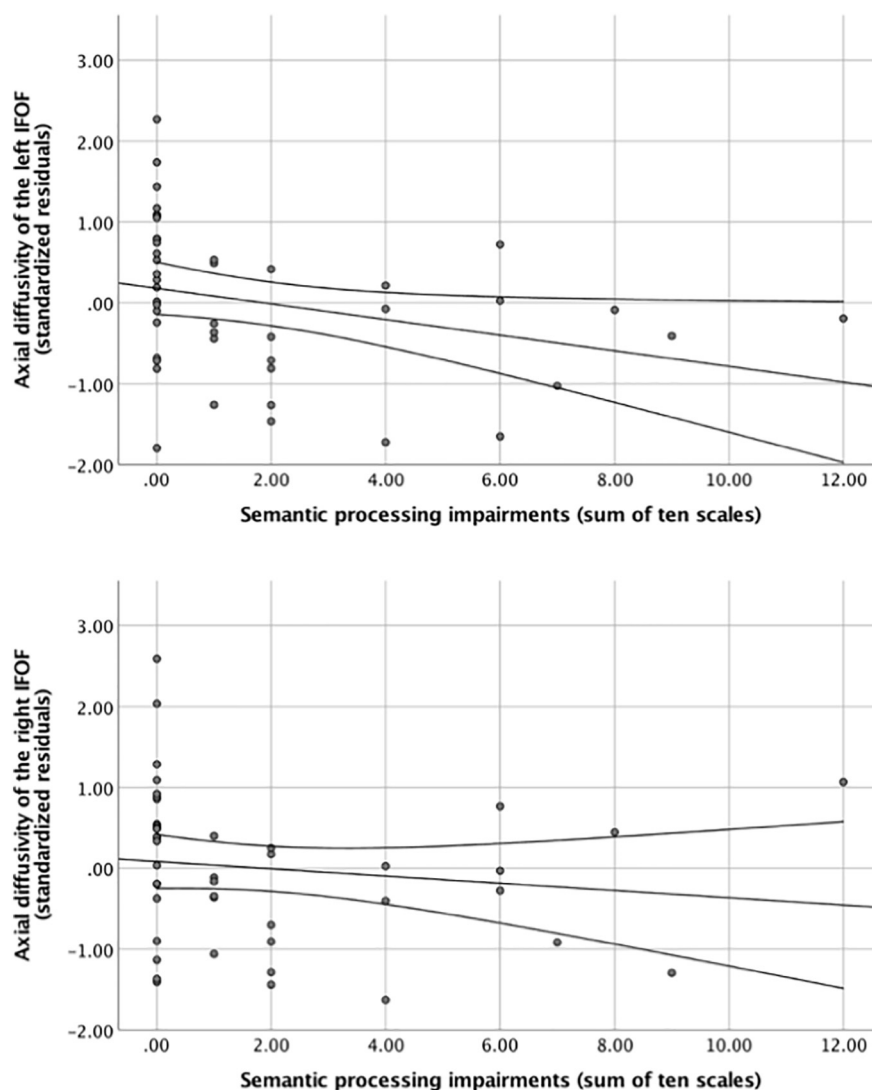 Axial diffusivity of the left IFOF
(standardized residuals)
3.00
2.00
1.00
.00
−1.00
−2.00
.00 2.00 4.00 6.00 8.00 10.00 12.00
Semantic processing impairments (sum of ten scales)
Axial diffusivity of the right IFOF
(standardized residuals)
3.00
2.00
1.00
.00
−1.00
−2.00
.00 2.00 4.00 6.00 8.00 10.00 12.00
Semantic processing impairments (sum of ten scales)